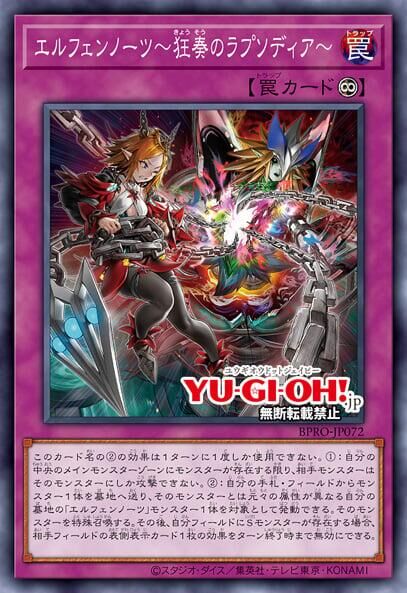 エルフェンノーツ～狂奏のラプソディア～
罠
【罠カード】
ユウギオウドットジェイピー
YU-GI-OH!.jp
無断転載禁止
BPRO-JP072
このカード名の②の効果は1ターンに1度しか使用できない。①：自分の
中央のメインモンスターゾーンにモンスターが存在する限り、相手モンスターは
そのモンスターにしか攻撃できない。②：自分の手札・フィールドからモン
スター1体を墓地へ送り、そのモンスターとは元々の属性が異なる自分の
墓地の「エルフェンノーツ」モンスター1体を対象として発動できる。そのモン
スターを特殊召喚する。その後、自分フィールドにSモンスターが存在する場合、
相手フィールドの表側表示カード1枚の効果をターン終了時まで無効にできる。
©スタジオ・ダイス／集英社・テレビ東京・KONAMI